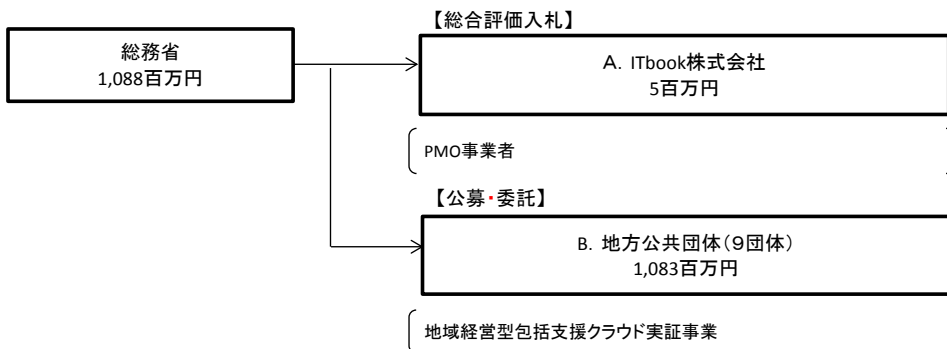 【総合評価入札】
総務省
1,088百万円
A. ITbook株式会社
5百万円
PMO事業者
【公募・委託】
B. 地方公共団体(9団体)
1,083百万円
地域経営型包括支援クラウド実証事業